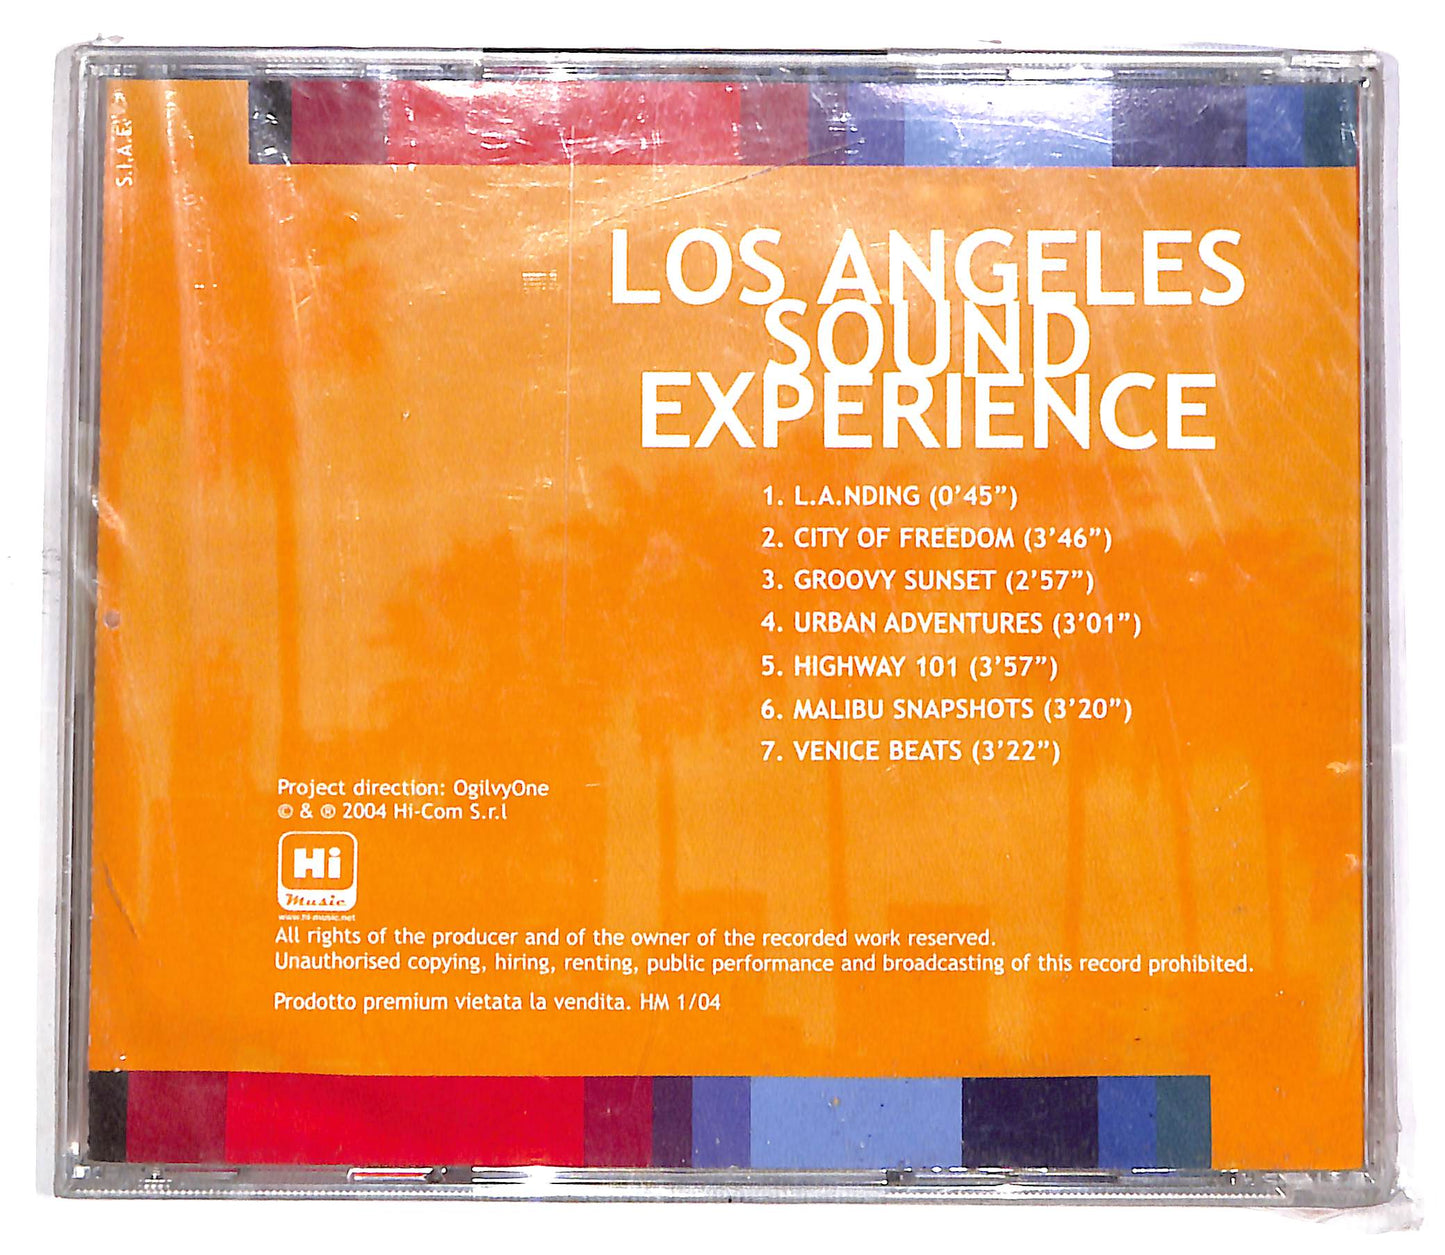 S.I.A.E.
LOS ANGELES
SOUND
EXPERIENCE
1. L.A.NDING (0’45”)
2. CITY OF FREEDOM (3’46”)
3. GROOVY SUNSET (2’57”)
4. URBAN ADVENTURES (3’01”)
5. HIGHWAY 101 (3’57”)
6. MALIBU SNAPSHOTS (3’20”)
7. VENICE BEATS (3’22”)
Project direction: OgilvyOne
© & ® 2004 Hi-Com S.r.l
Hi
Music
www.hi-music.net
All rights of the producer and of the owner of the recorded work reserved.
Unauthorised copying, hiring, renting, public performance and broadcasting of this record prohibited.
Prodotto premium vietata la vendita. HM 1/04